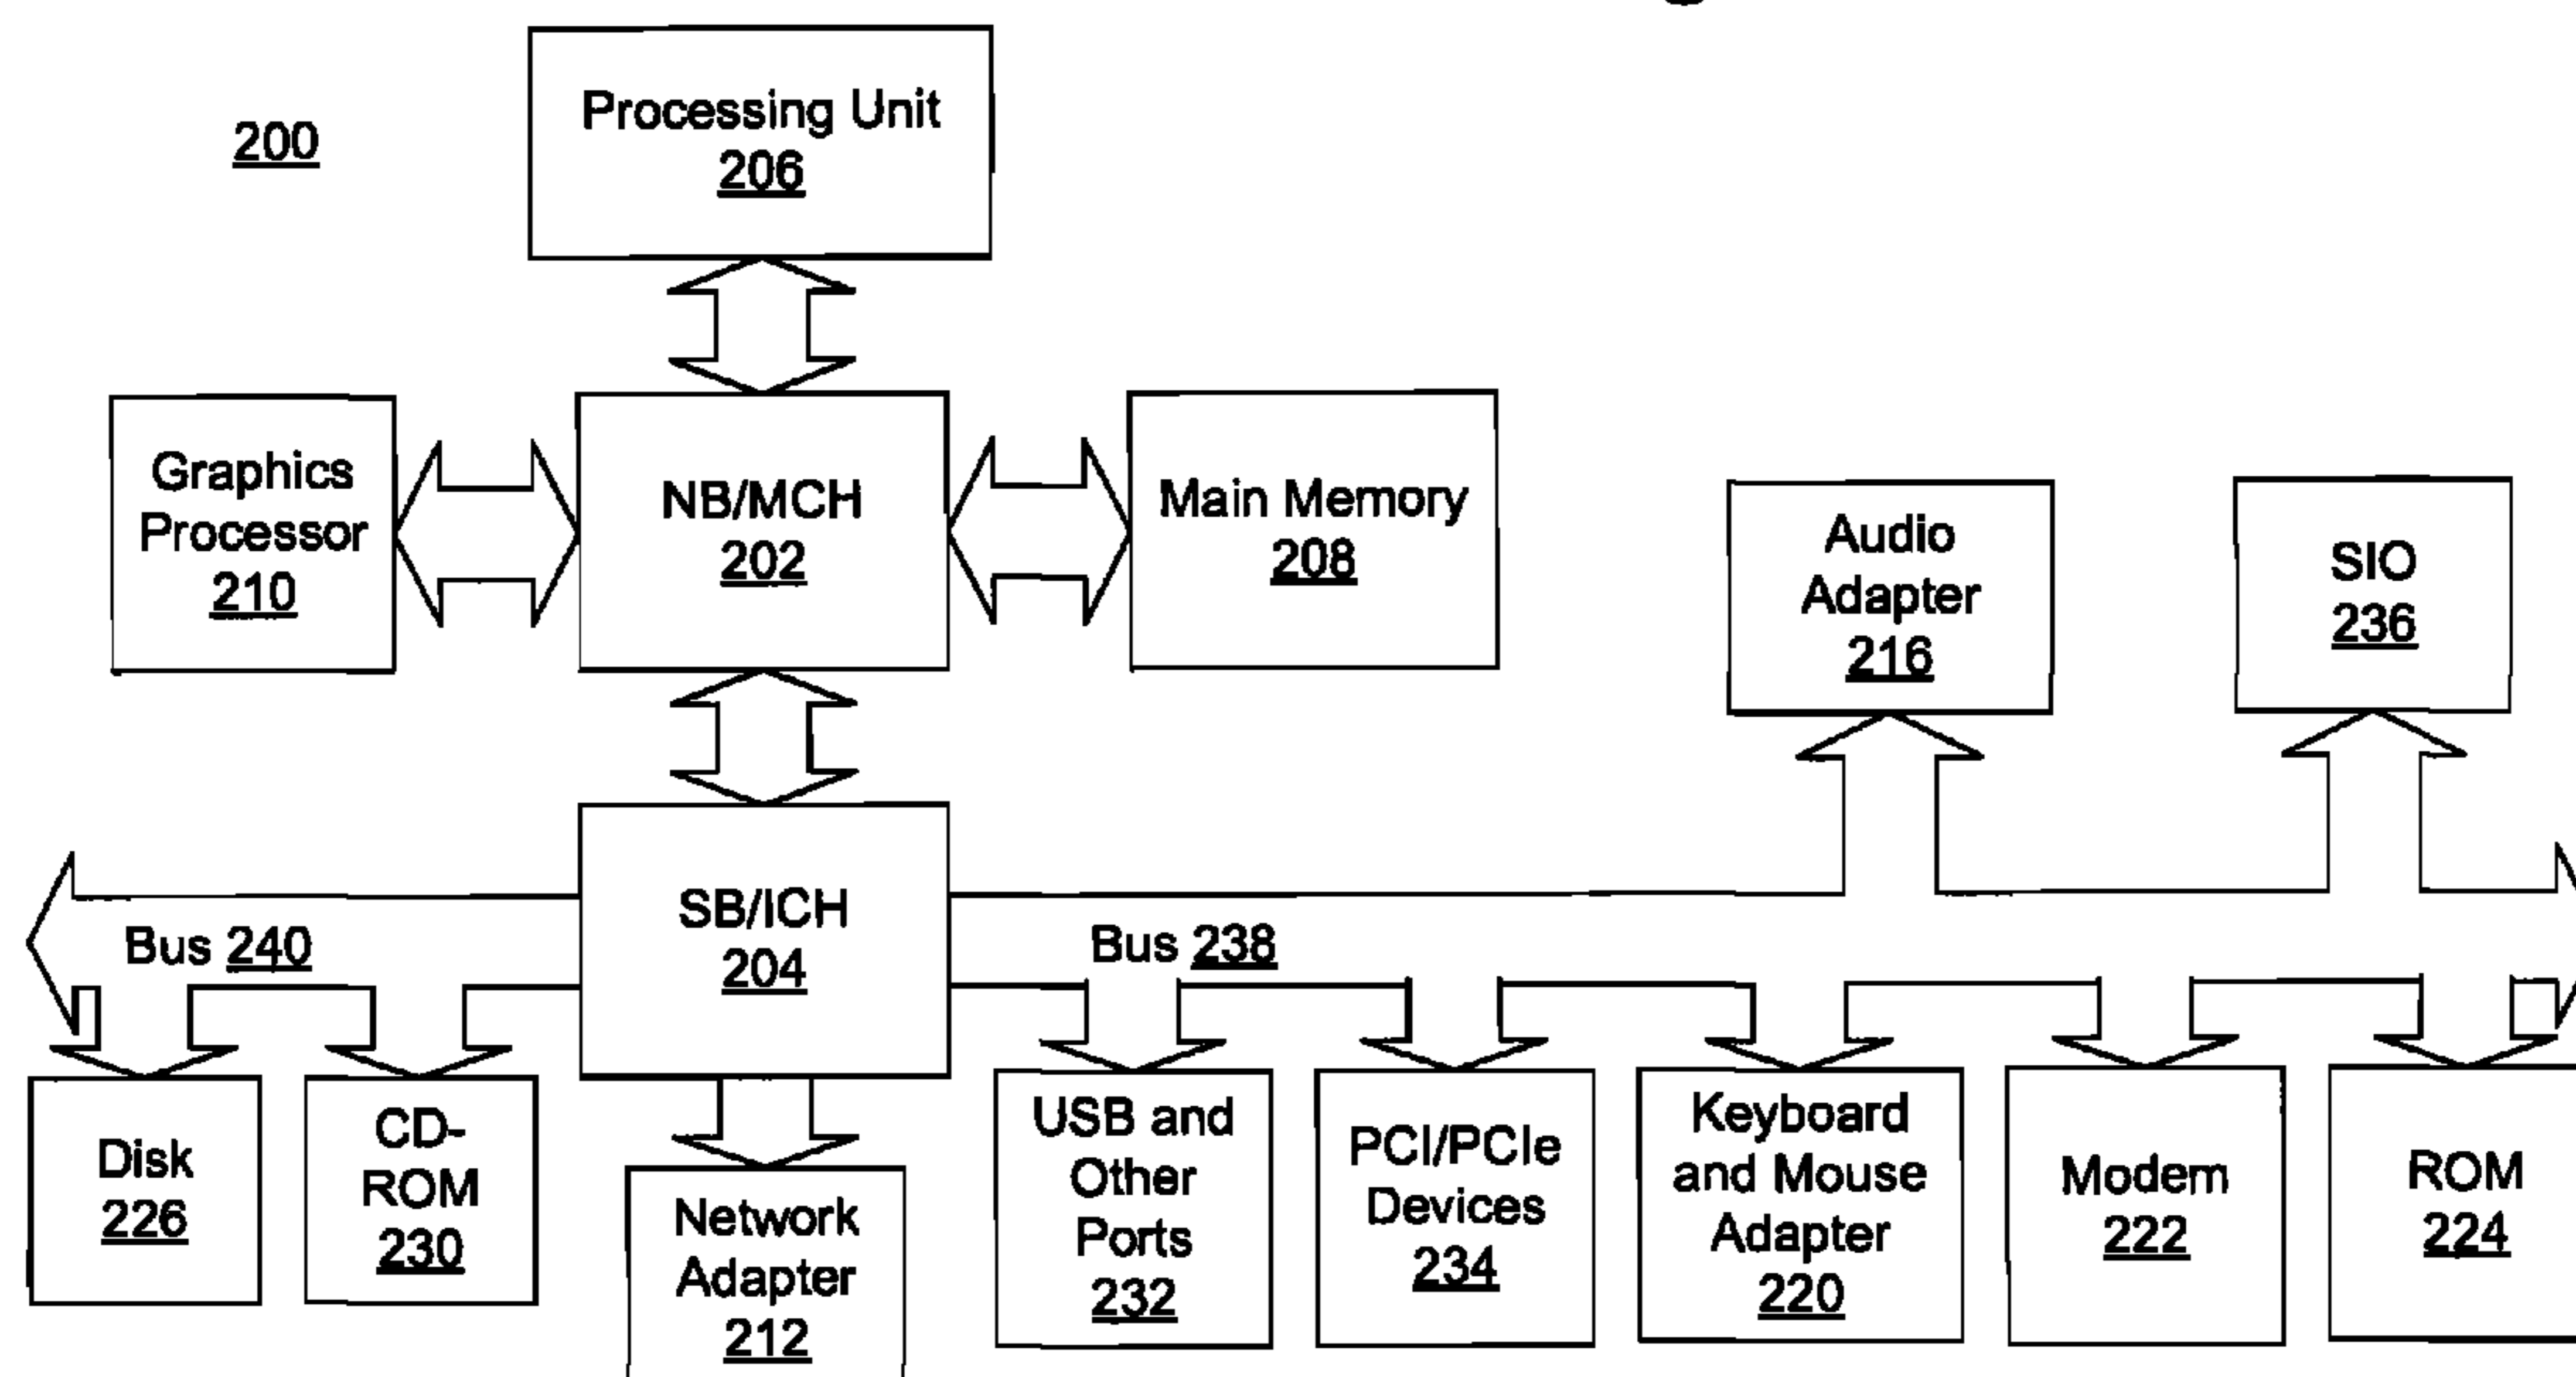 200
Processing Unit
206
Graphics
Processor
210
NB/MCH
202
Main Memory
208
Audio
Adapter
216
SIO
236
SB/ICH
204
Bus 240
Bus 238
Disk
226
CD-
ROM
230
Network
Adapter
212
USB and
Other
Ports
232
PCI/PCIe
Devices
234
Keyboard
and Mouse
Adapter
220
Modem
222
ROM
224